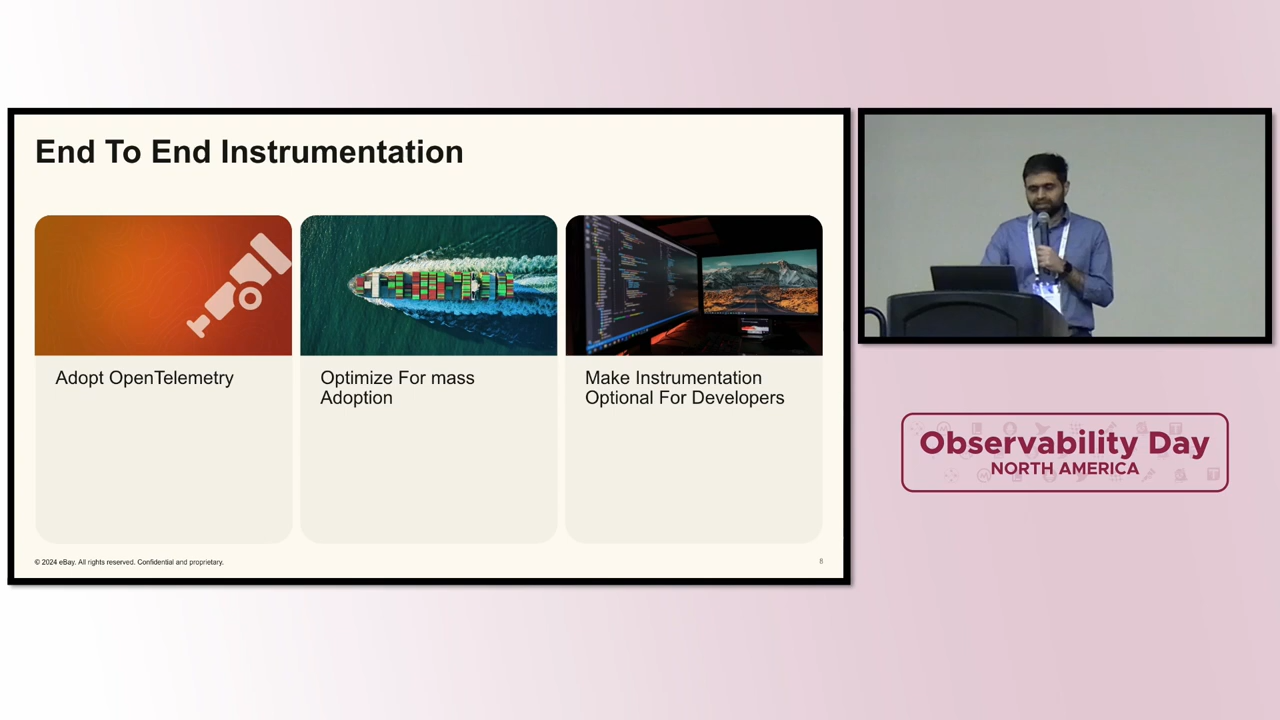 End To End Instrumentation
Adopt OpenTelemetry
Optimize For mass
Adoption
Make Instrumentation
Optional For Developers
© 2024 eBay. All rights reserved. Confidential and proprietary.
8
Observability Day
NORTH AMERICA